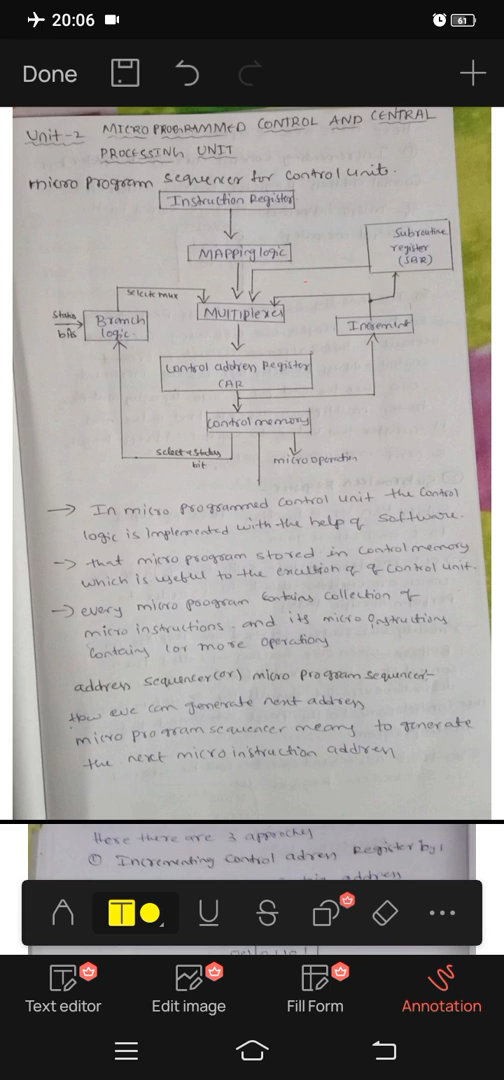 20:06
61
Done
Unit-2 MICROPROGRAMMED CONTROL AND CENTRAL
PROCESSING UNIT
micro program sequencer for control units.
Instruction Register
Subroutine
register
(SBR)
MAPPing logic
select mux
Status
bits
Branch
logic
MULtiplexer
Increment
Control address Register
CAR
Control memory
select a status
bit
micro operation
→ In micro programmed control unit the control
logic is Implemented with the help of software.
→ that micro program stored in control memory
which is useful to the of control unit.
→ every micro program contains collection of
micro instructions. and its micro instructions
contains 1 or more operations
address sequencer (or) micro program sequencer-
How we can generate next address
micro program sequencer means to generate
the next micro instruction address
Here there are 3 approches
① Incrementing control adress Register by 1
address
Text editor
Edit image
Fill Form
Annotation